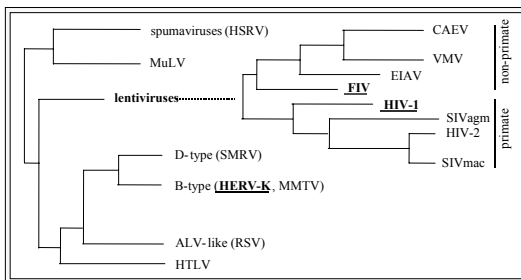 spumaviruses (HSRV)
MuLV
lentiviruses
D-type (SMRV)
B-type (HERV-K, MMTV)
ALV-like (RSV)
HTLV
CAEV
VMV
EIAV
FIV
HIV-1
SIVagm
HIV-2
SIVmac
non-primate
primate